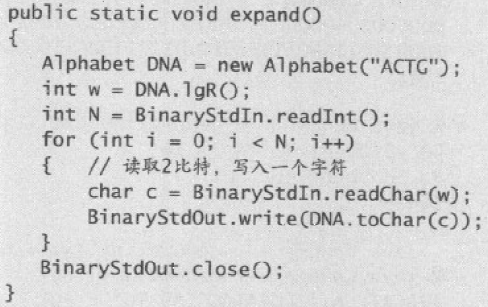 public static void expand()
{
    Alphabet DNA = new Alphabet("ACTG");
    int w = DNA.lgR();
    int N = BinaryStdIn.readInt();
    for (int i = 0; i < N; i++)
    {   // 读取2比特，写入一个字符
        char c = BinaryStdIn.readChar(w);
        BinaryStdOut.write(DNA.toChar(c));
    }
    BinaryStdOut.close();
}